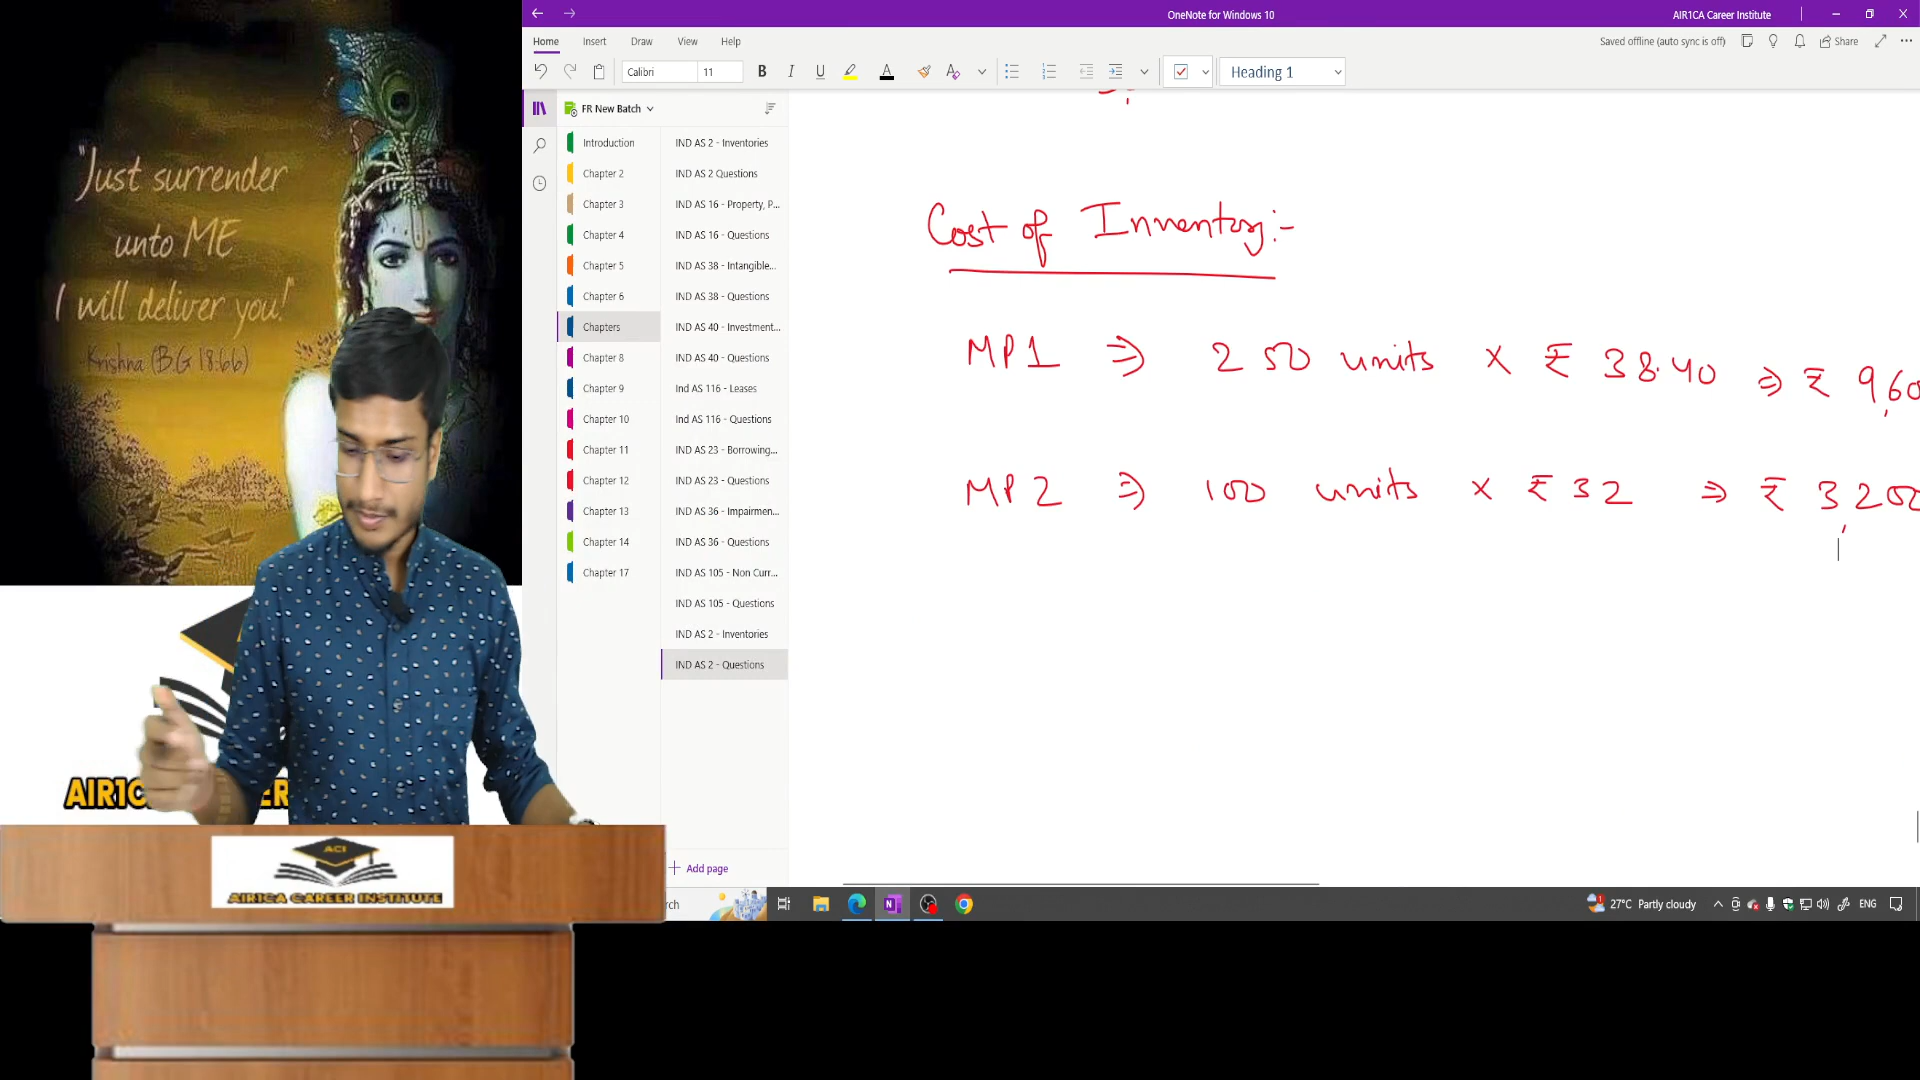 "Just surrender
unto ME
I will deliver you!"
Krishna (B.G 18.66)
AIR1C
ER
ACI
AIR1CA CAREER INSTITUTE
OneNote for Windows 10
AIR1CA Career Institute
Home Insert Draw View Help
Saved offline (auto sync is off)
Share
Calibri 11 B I U A Heading 1
FR New Batch
Introduction
Chapter 2
Chapter 3
Chapter 4
Chapter 5
Chapter 6
Chapters
Chapter 8
Chapter 9
Chapter 10
Chapter 11
Chapter 12
Chapter 13
Chapter 14
Chapter 17
IND AS 2 - Inventories
IND AS 2 Questions
IND AS 16 - Property, P...
IND AS 16 - Questions
IND AS 38 - Intangible...
IND AS 38 - Questions
IND AS 40 - Investment...
IND AS 40 - Questions
Ind AS 116 - Leases
Ind AS 116 - Questions
IND AS 23 - Borrowing...
IND AS 23 - Questions
IND AS 36 - Impairmen...
IND AS 36 - Questions
IND AS 105 - Non Curr...
IND AS 105 - Questions
IND AS 2 - Inventories
IND AS 2 - Questions
Add page
Cost of Inventory:-
MP1 ⇒ 250 units × ₹ 38.40 ⇒ ₹ 9,60
MP2 ⇒ 100 units × ₹ 32 ⇒ ₹ 3,200
rch
27°C Partly cloudy
ENG